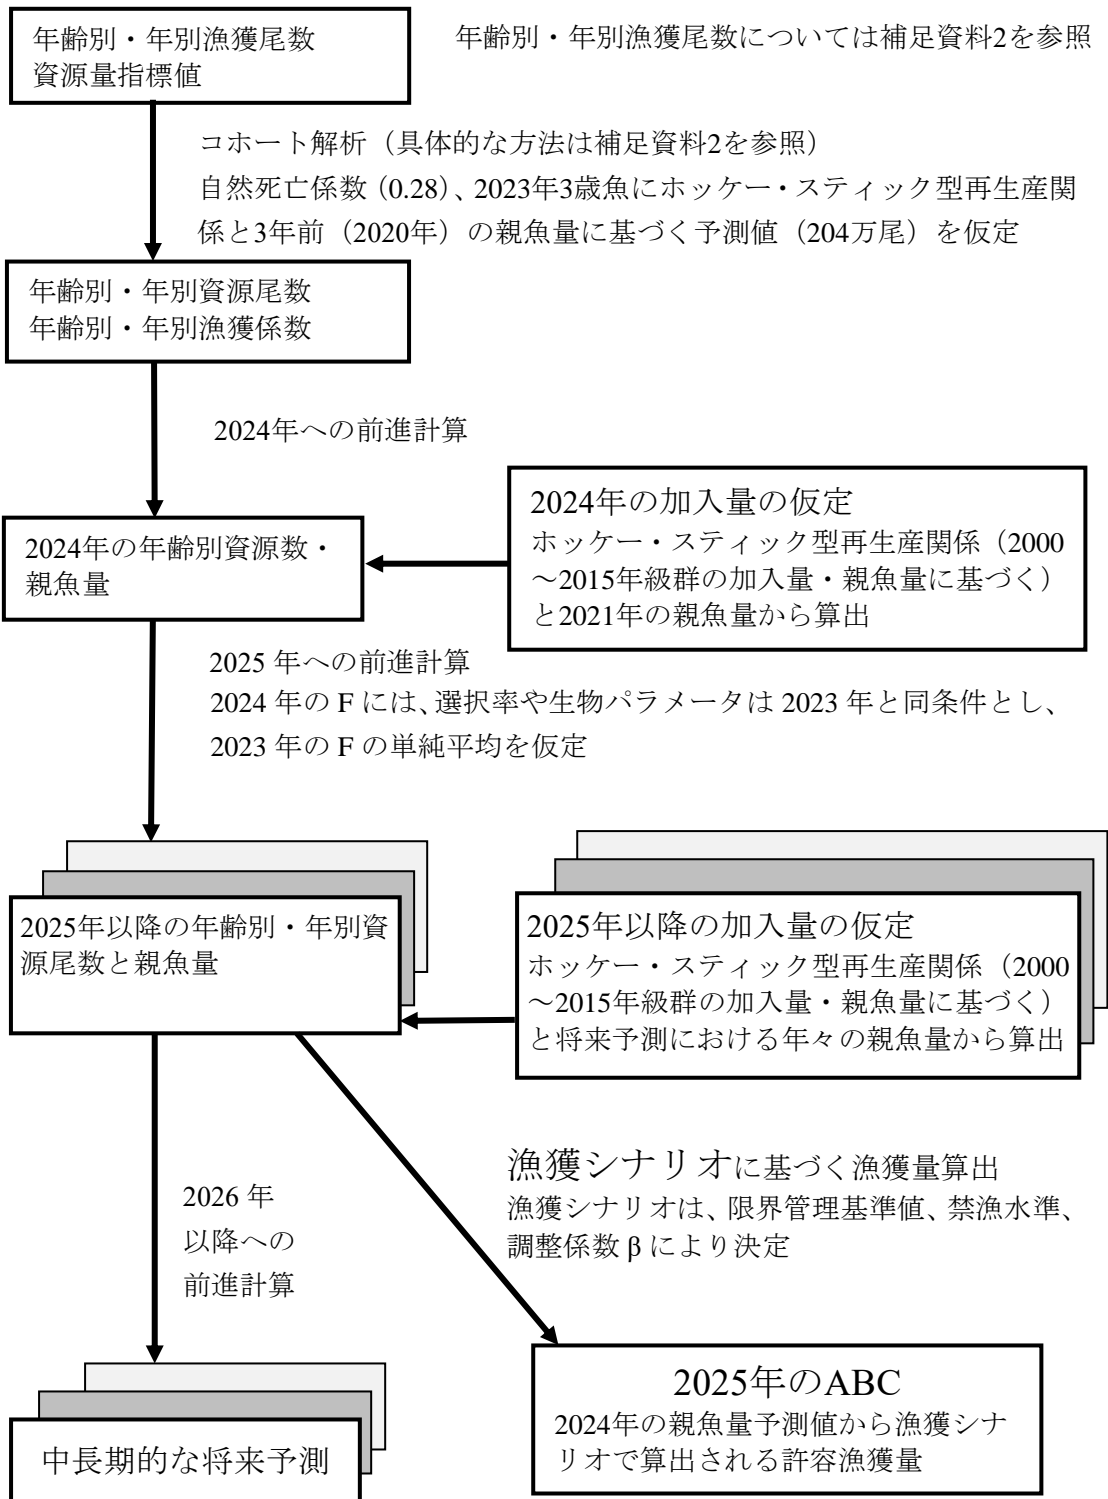 年齢別・年別漁獲尾数
資源量指標値
年齢別・年別漁獲尾数については補足資料2を参照
コホート解析（具体的な方法は補足資料2を参照）
自然死亡係数（0.28）、2023年3歳魚にホッケー・スティック型再生産関
係と3年前（2020年）の親魚量に基づく予測値（204万尾）を仮定
年齢別・年別資源尾数
年齢別・年別漁獲係数
2024年への前進計算
2024年の年齢別資源数・
親魚量
2024年の加入量の仮定
ホッケー・スティック型再生産関係（2000
～2015年級群の加入量・親魚量に基づく）
と2021年の親魚量から算出
2025 年への前進計算
2024 年の F には、選択率や生物パラメータは 2023 年と同条件とし、
2023 年の F の単純平均を仮定
2025年以降の年齢別・年別資
源尾数と親魚量
2025年以降の加入量の仮定
ホッケー・スティック型再生産関係（2000
～2015年級群の加入量・親魚量に基づく）
と将来予測における年々の親魚量から算出
2026 年
以降への
前進計算
漁獲シナリオに基づく漁獲量算出
漁獲シナリオは、限界管理基準値、禁漁水準、
調整係数 β により決定
中長期的な将来予測
2025年のABC
2024年の親魚量予測値から漁獲シナ
リオで算出される許容漁獲量